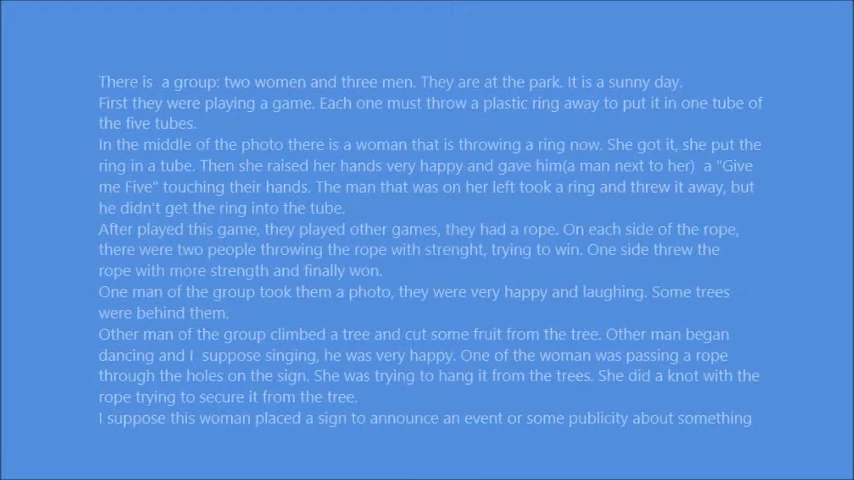 There is  a group: two women and three men. They are at the park. It is a sunny day.
First they were playing a game. Each one must throw a plastic ring away to put it in one tube of
the five tubes.
In the middle of the photo there is a woman that is throwing a ring now. She got it, she put the
ring in a tube. Then she raised her hands very happy and gave him(a man next to her)  a "Give
me Five" touching their hands. The man that was on her left took a ring and threw it away, but
he didn't get the ring into the tube.
After played this game, they played other games, they had a rope. On each side of the rope,
there were two people throwing the rope with strenght, trying to win. One side threw the
rope with more strength and finally won.
One man of the group took them a photo, they were very happy and laughing. Some trees
were behind them.
Other man of the group climbed a tree and cut some fruit from the tree. Other man began
dancing and I  suppose singing, he was very happy. One of the woman was passing a rope
through the holes on the sign. She was trying to hang it from the trees. She did a knot with the
rope trying to secure it from the tree.
I suppose this woman placed a sign to announce an event or some publicity about something